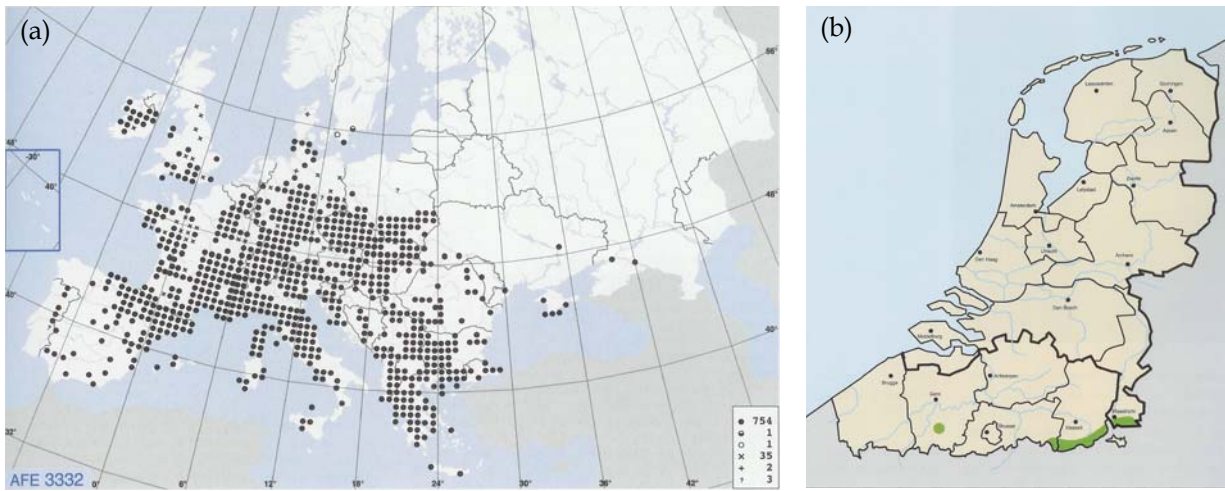 (a)
56°
48°
-30°
40°
48°
40°
40°
32°
754
1
1
35
2
3
AFE 3332
0°
6°
12°
18°
24°
30°
36°
42°
(b)
Leeuwarden
Groningen
Assen
Zwolle
Lelystad
Amsterdam
Utrecht
Den Haag
Arnhem
Den Bosch
Middelburg
Brugge
Antwerpen
Gent
Maastricht
Hasselt
Brussel